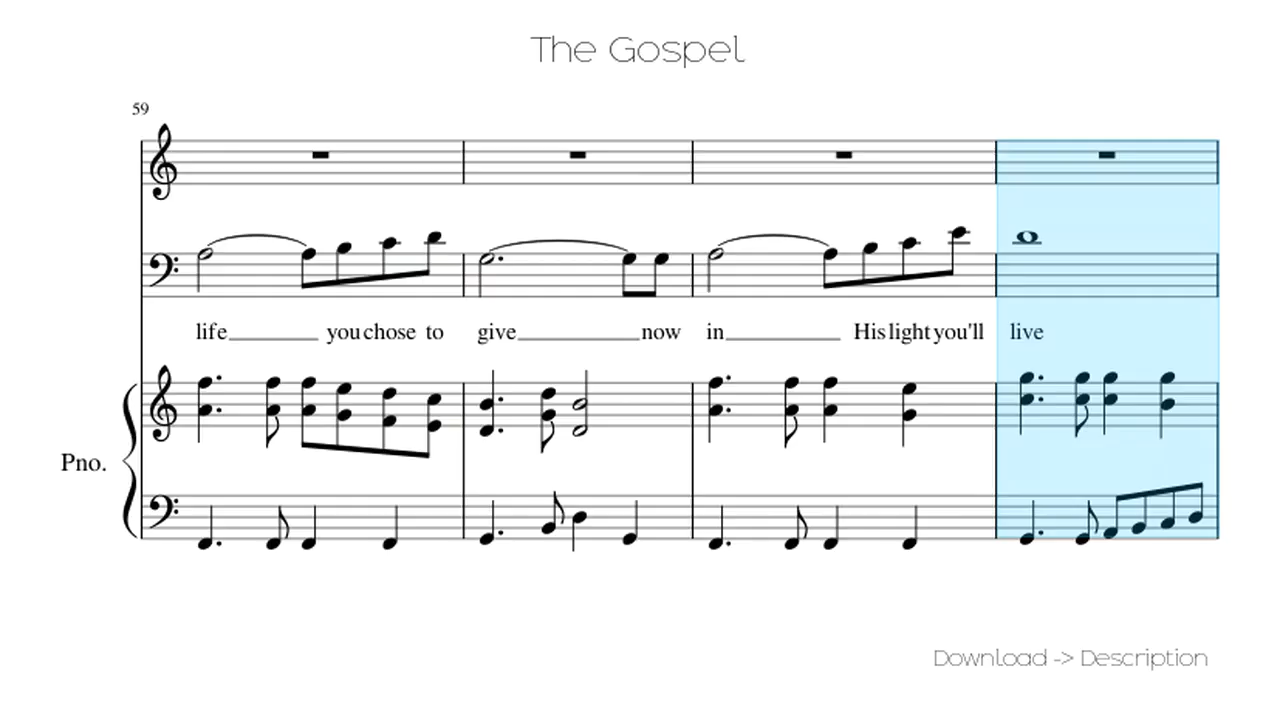 The Gospel
59
life you chose to give now in His light you'll live
Pno.
Download -> Description